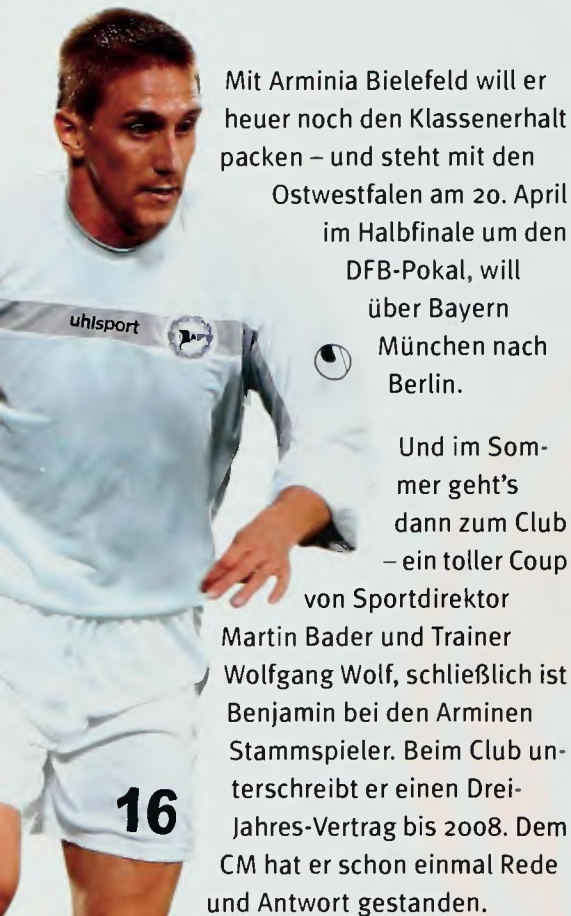 Mit Arminia Bielefeld will er
heuer noch den Klassenerhalt
packen – und steht mit den
Ostwestfalen am 20. April
im Halbfinale um den
DFB-Pokal, will
über Bayern
München nach
Berlin.
Und im Som-
mer geht's
dann zum Club
– ein toller Coup
von Sportdirektor
Martin Bader und Trainer
Wolfgang Wolf, schließlich ist
Benjamin bei den Arminen
Stammspieler. Beim Club un-
terschreibt er einen Drei-
Jahres-Vertrag bis 2008. Dem
CM hat er schon einmal Rede
und Antwort gestanden.
uhlsport
16